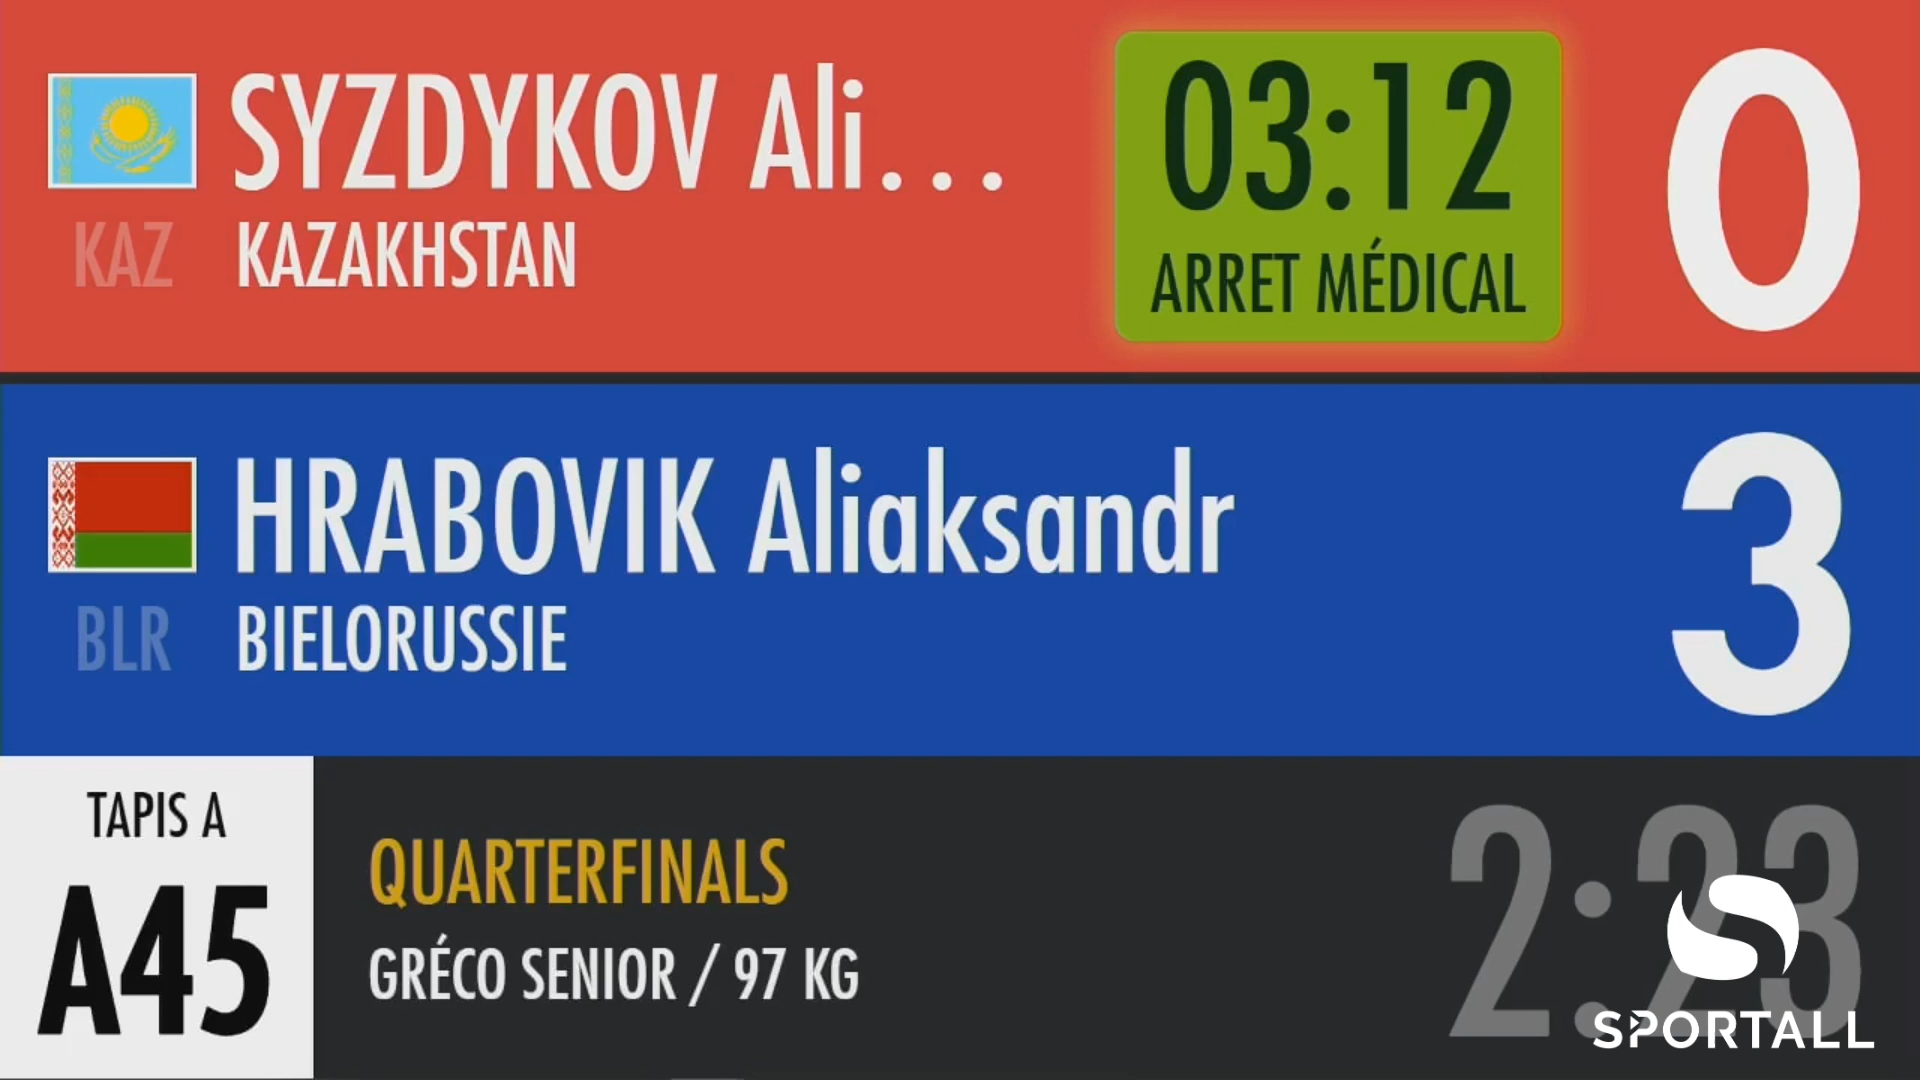 SYZDYKOV Ali...
03:12
0
KAZ
KAZAKHSTAN
ARRET MÉDICAL
HRABOVIK Aliaksandr
3
BLR
BIELORUSSIE
TAPIS A
A45
QUARTERFINALS
GRÉCO SENIOR / 97 KG
2:23
SPORTALL